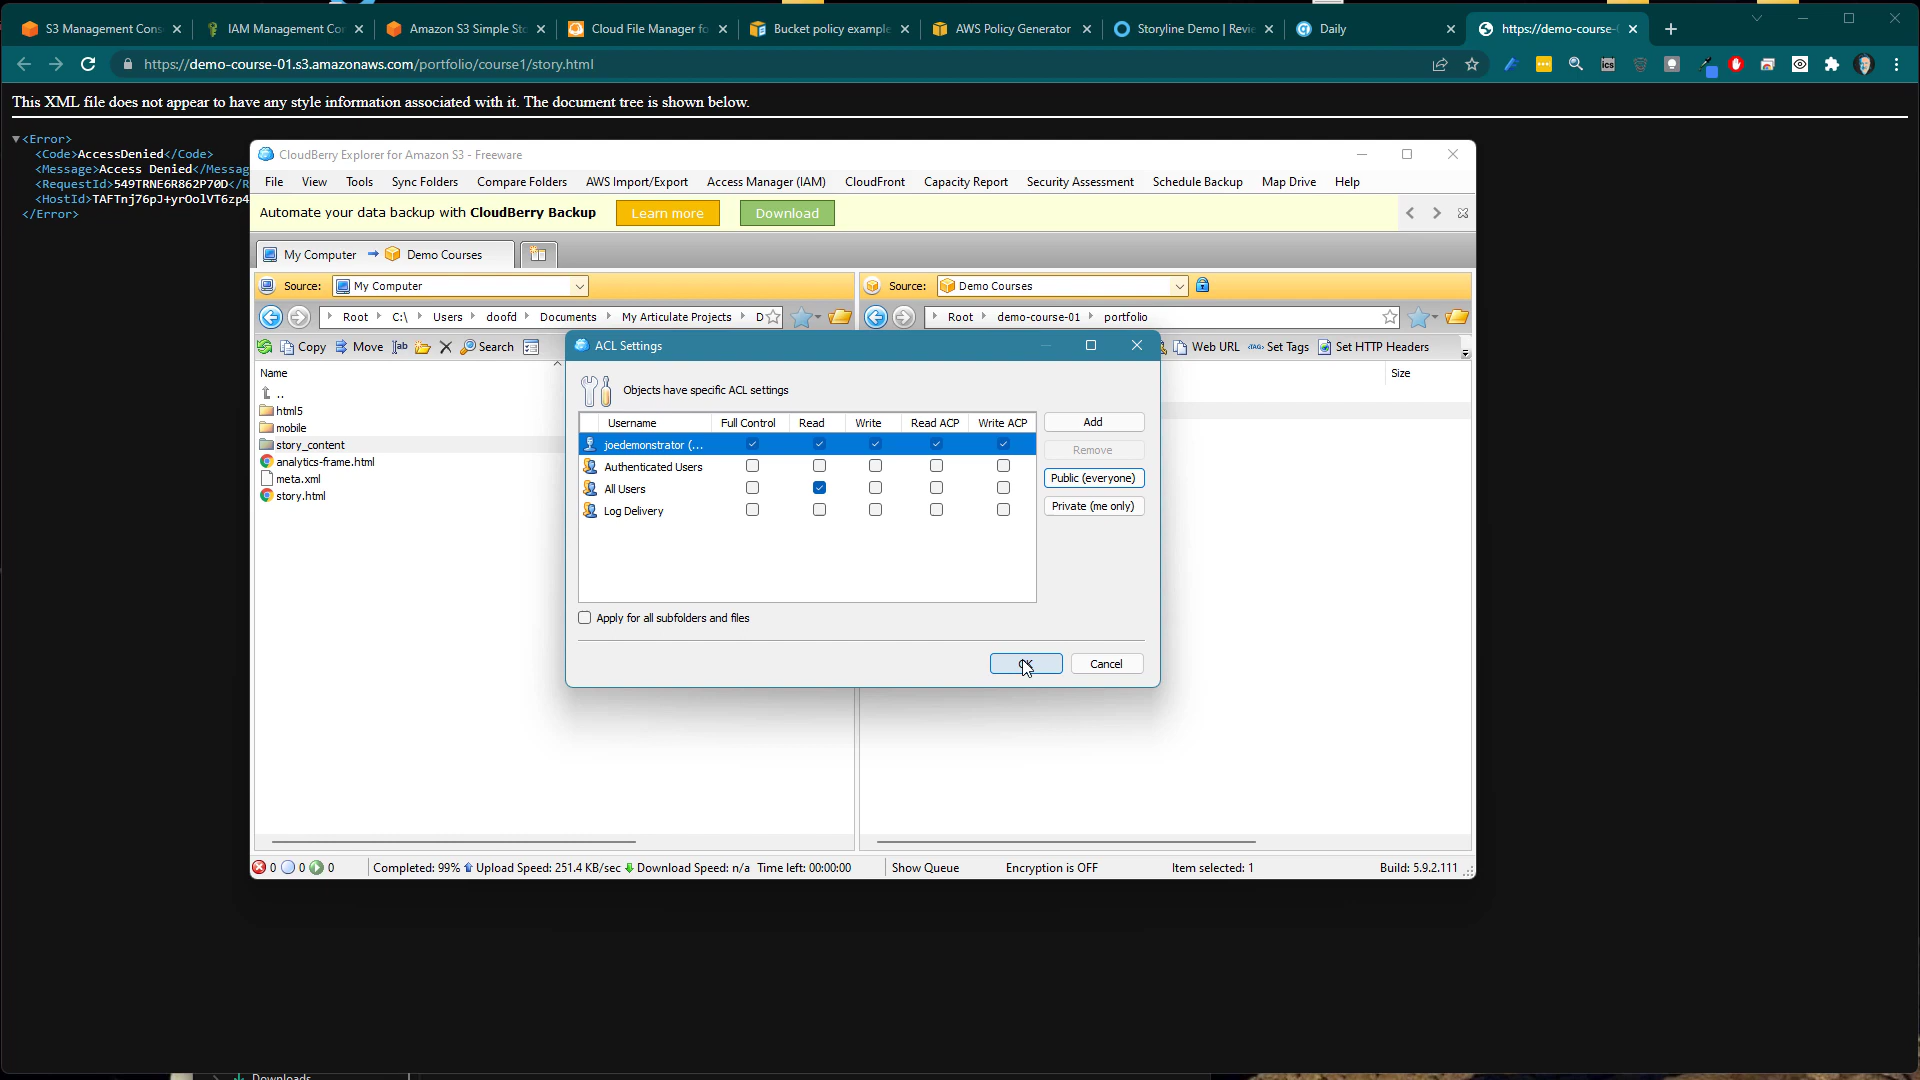 S3 Management Cons
IAM Management Co
Amazon S3 Simple Sto
Cloud File Manager fo
Bucket policy example
AWS Policy Generator
Storyline Demo | Revie
Daily
https://demo-course-
https://demo-course-01.s3.amazonaws.com/portfolio/course1/story.html
This XML file does not appear to have any style information associated with it. The document tree is shown below.
▼<Error>
<Code>AccessDenied</Code>
<Message>Access Denied</Messag
<RequestId>549TRNE6R862P70D</R
<HostId>TAFTnj76pJ+yrOolVT6zp4
</Error>
CloudBerry Explorer for Amazon S3 - Freeware
File View Tools Sync Folders Compare Folders AWS Import/Export Access Manager (IAM) CloudFront Capacity Report Security Assessment Schedule Backup Map Drive Help
Automate your data backup with CloudBerry Backup Learn more Download
My Computer Demo Courses
Source: My Computer
Source: Demo Courses
Root C:\ Users doofd Documents My Articulate Projects D
Root demo-course-01 portfolio
Copy Move Search
Web URL Set Tags Set HTTP Headers
Name
Size
..
html5
mobile
story_content
analytics-frame.html
meta.xml
story.html
ACL Settings
Objects have specific ACL settings
Username Full Control Read Write Read ACP Write ACP
joedemonstrator (...
Authenticated Users
All Users
Log Delivery
Add
Remove
Public (everyone)
Private (me only)
Apply for all subfolders and files
OK
Cancel
0 0 0 Completed: 99% Upload Speed: 251.4 KB/sec Download Speed: n/a Time left: 00:00:00 Show Queue Encryption is OFF Item selected: 1 Build: 5.9.2.111
Downloads